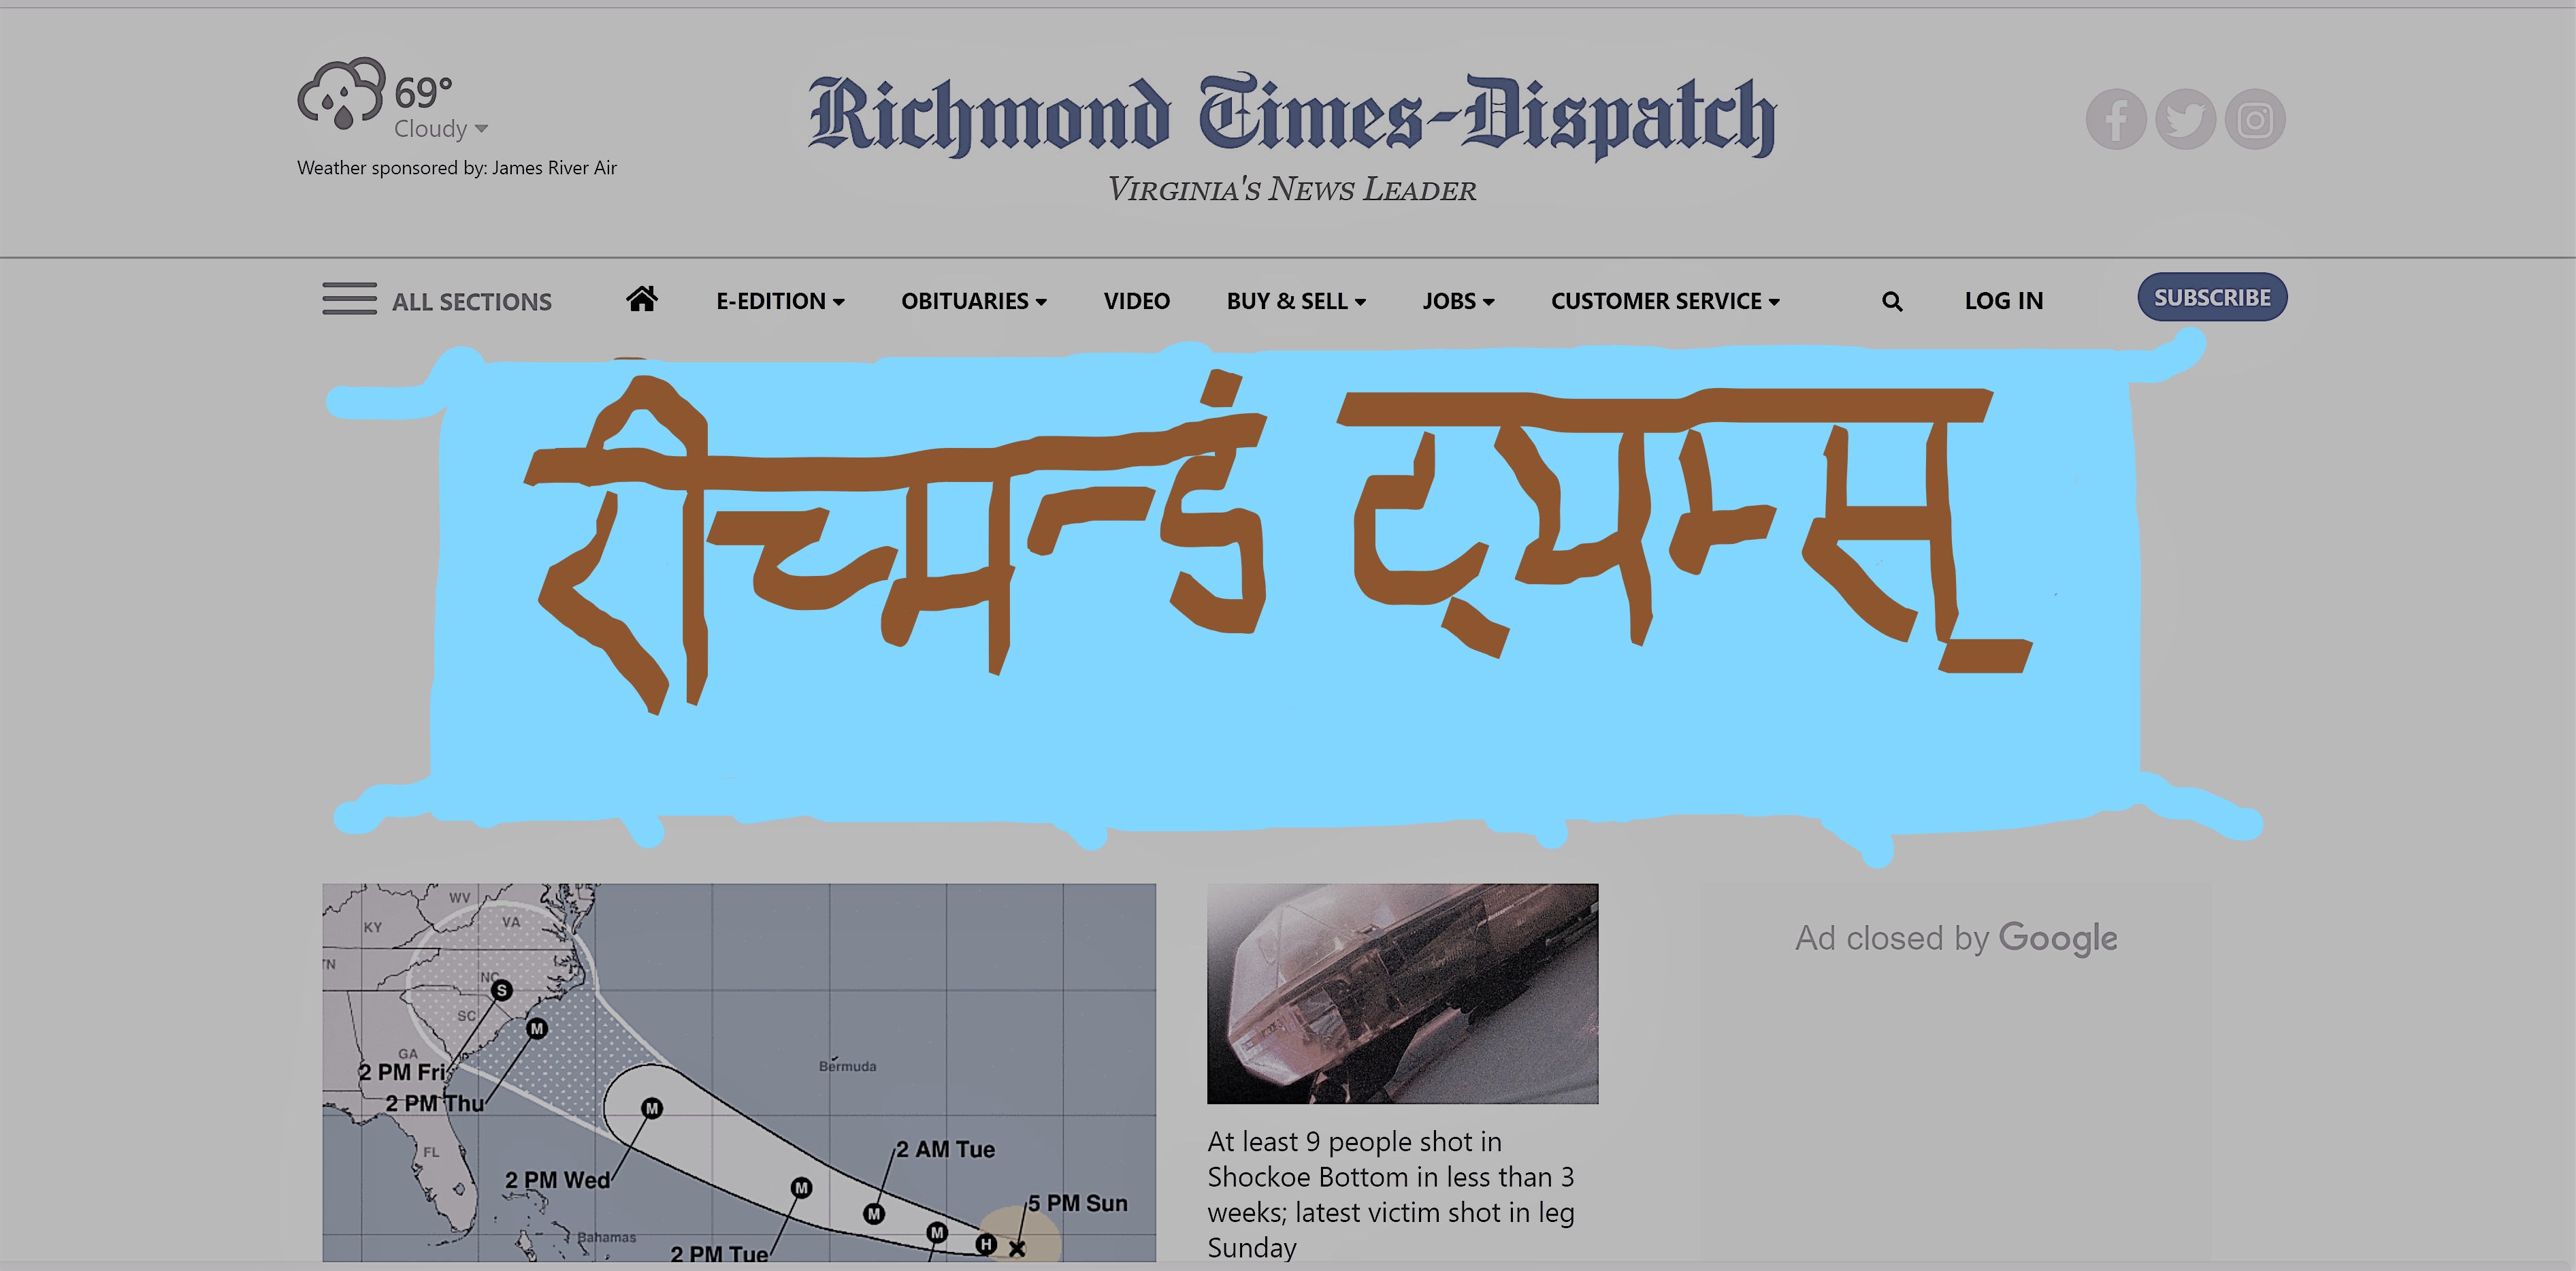 69°
Cloudy
Weather sponsored by: James River Air
Richmond Times-Dispatch
VIRGINIA'S NEWS LEADER
ALL SECTIONS
E-EDITION
OBITUARIES
VIDEO
BUY & SELL
JOBS
CUSTOMER SERVICE
LOG IN
SUBSCRIBE
रीच्मन्डं ट्यम्स्
WV
VA
KY
TN
NC
S
SC
M
GA
2 PM Fri
2 PM Thu
Bermuda
M
FL
2 AM Tue
2 PM Wed
M
M
5 PM Sun
M
H
Bahamas
2 PM Tue
At least 9 people shot in
Shockoe Bottom in less than 3
weeks; latest victim shot in leg
Sunday
Ad closed by Google